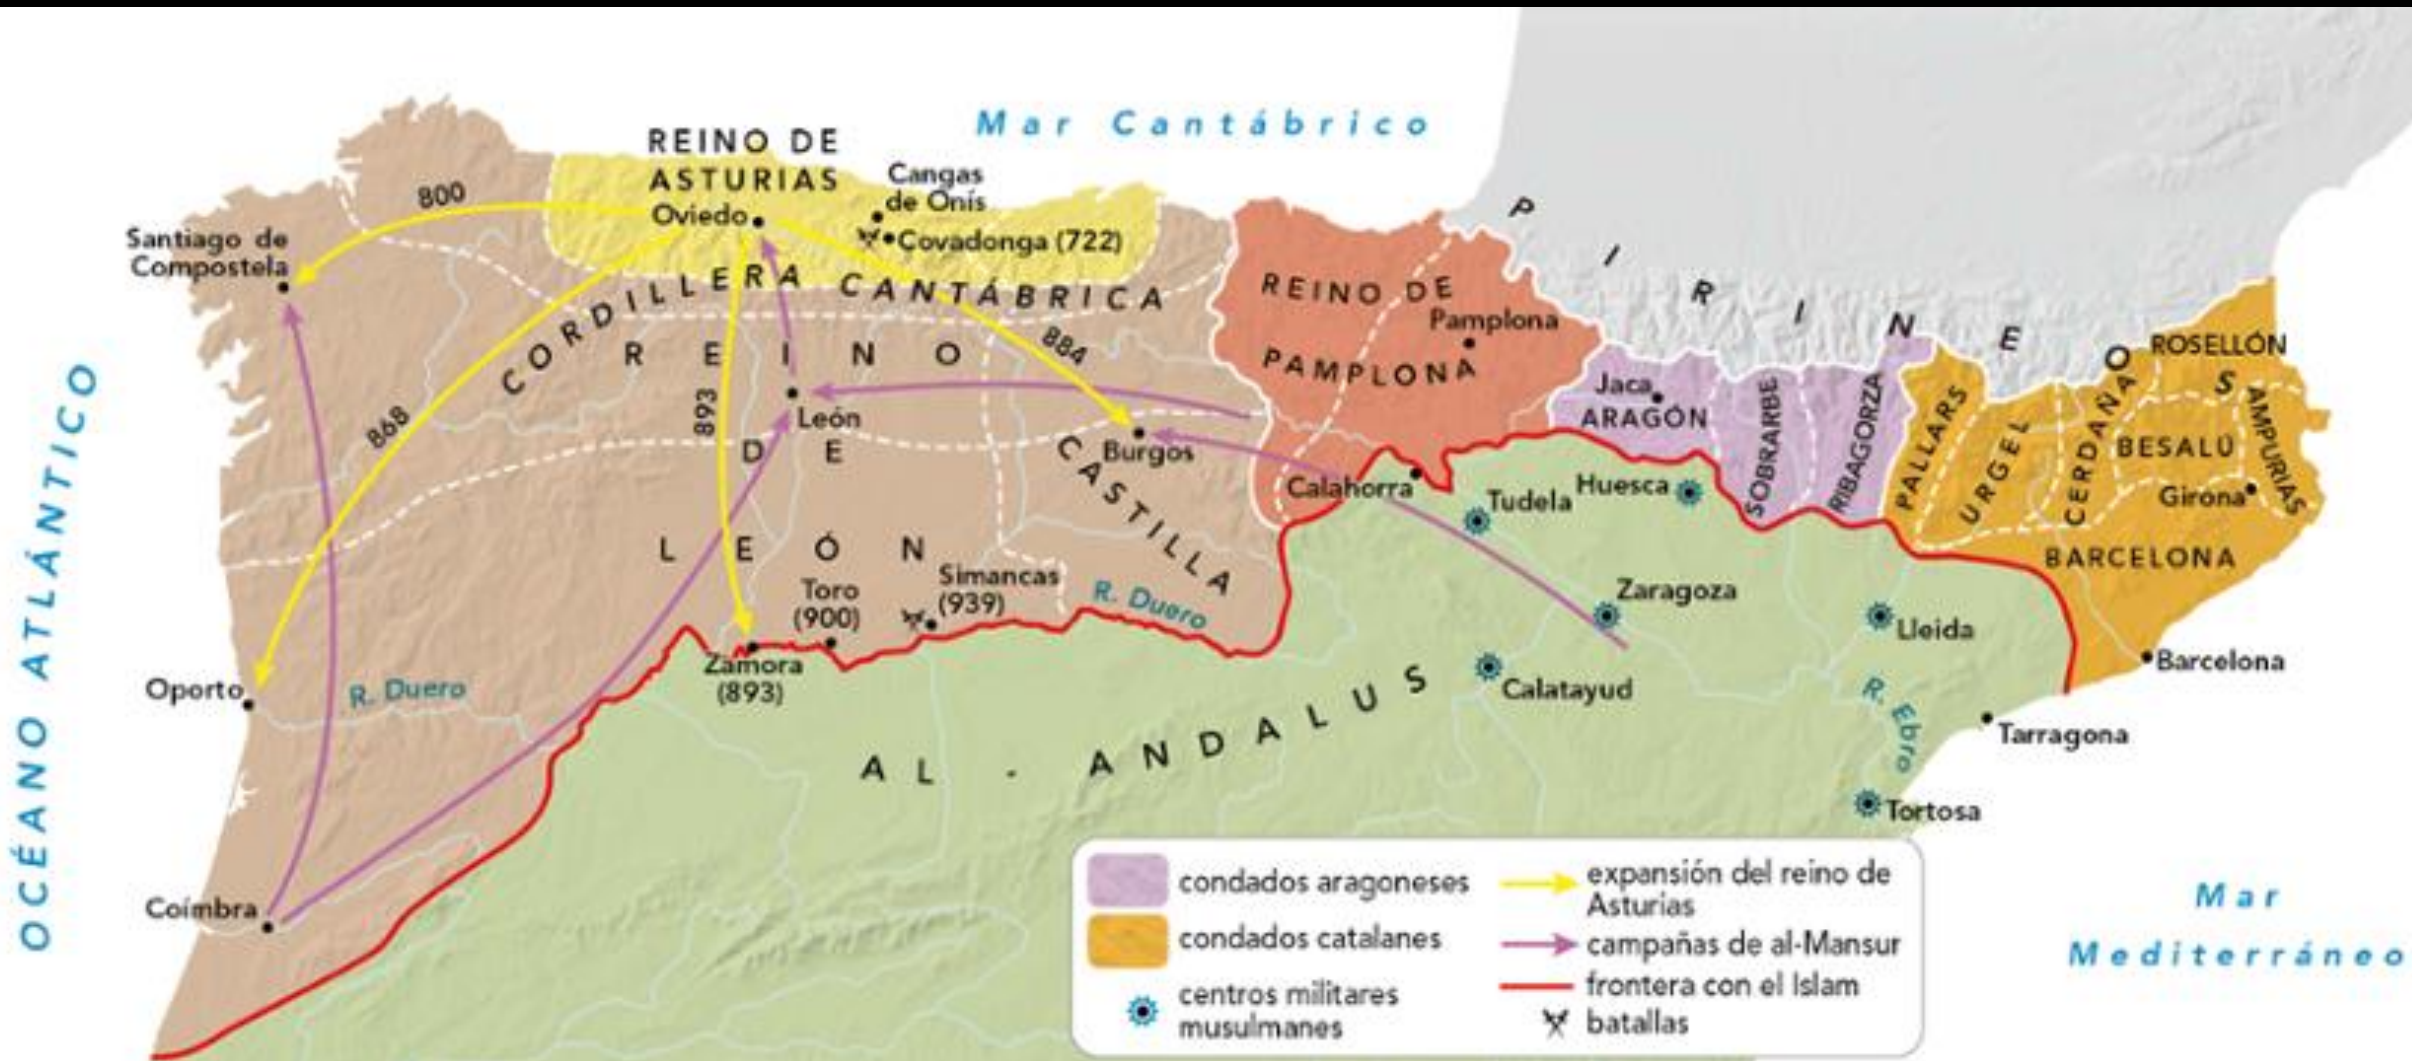 Mar Cantábrico
REINO DE
ASTURIAS
Oviedo
Cangas
de Onís
Covadonga (722)
800
Santiago de
Compostela
CORDILLERA CANTÁBRICA
868
893
884
REINO
DE
LEÓN
León
Burgos
CASTILLA
Toro
(900)
Simancas
(939)
R. Duero
Zamora
(893)
Oporto
R. Duero
Coímbra
OCÉANO ATLÁNTICO
REINO DE
PAMPLONA
Pamplona
Calahorra
PIRINEOS
Jaca
ARAGÓN
SOBRARBE
RIBAGORZA
PALLARS
URGEL
CERDAÑA
ROSELLÓN
BESALÚ
AMPURIAS
Girona
BARCELONA
Barcelona
Tudela
Huesca
Zaragoza
Lleida
Calatayud
R. Ebro
Tarragona
Tortosa
AL-ANDALUS
Mar
Mediterráneo
condados aragoneses
condados catalanes
centros militares
musulmanes
expansión del reino de
Asturias
campañas de al-Mansur
frontera con el Islam
batallas